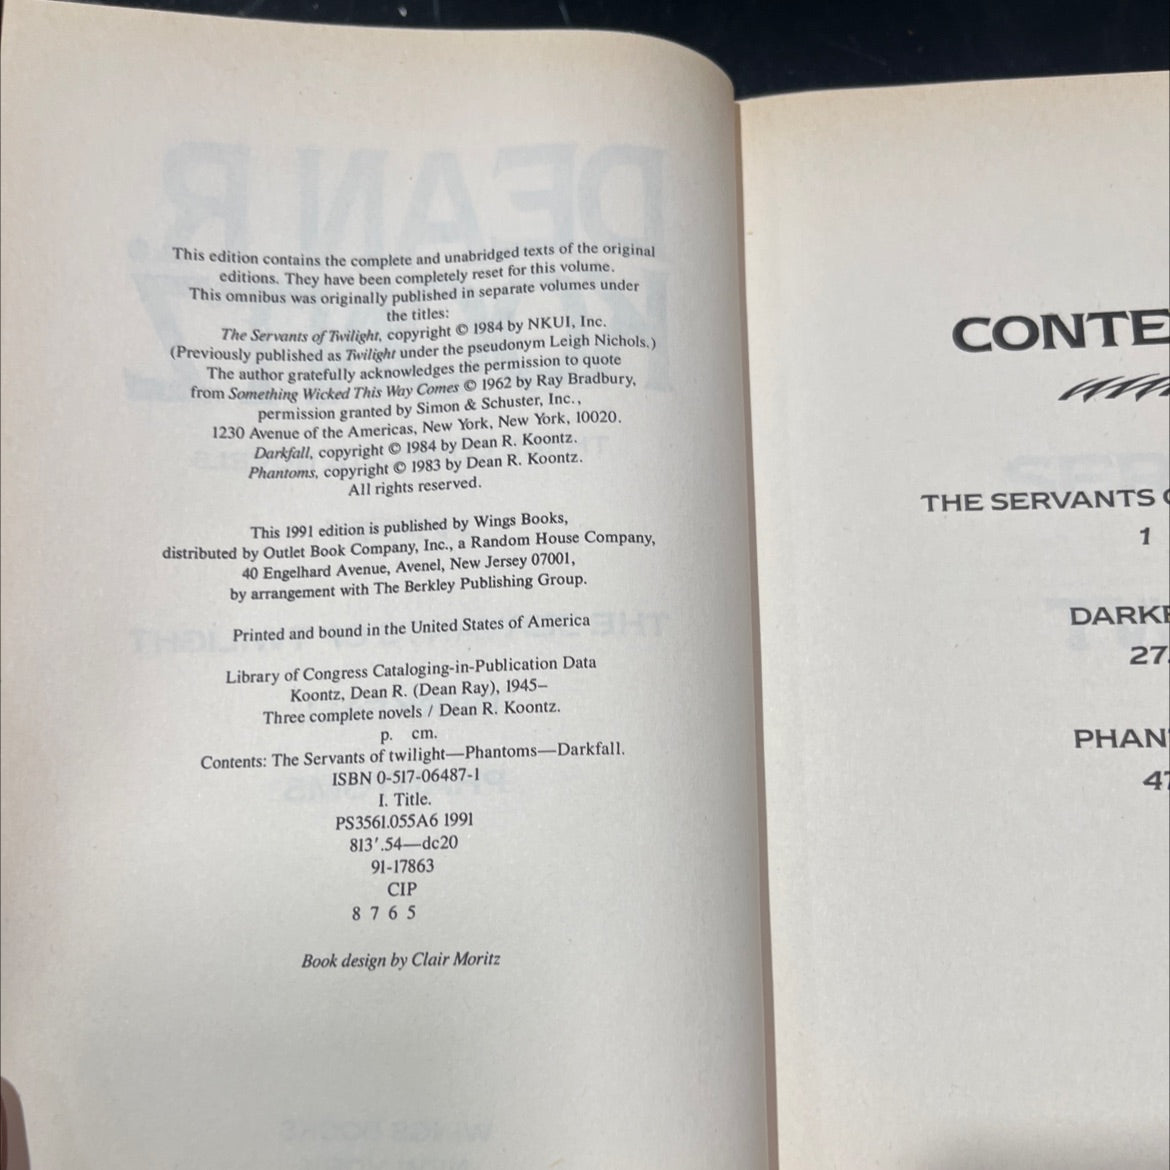 This edition contains the complete and unabridged texts of the original
editions. They have been completely reset for this volume.
This omnibus was originally published in separate volumes under
the titles:
The Servants of Twilight, copyright © 1984 by NKUI, Inc.
(Previously published as Twilight under the pseudonym Leigh Nichols.)
The author gratefully acknowledges the permission to quote
from Something Wicked This Way Comes © 1962 by Ray Bradbury,
permission granted by Simon & Schuster, Inc.,
1230 Avenue of the Americas, New York, New York, 10020.
Darkfall, copyright © 1984 by Dean R. Koontz.
Phantoms, copyright © 1983 by Dean R. Koontz.
All rights reserved.
This 1991 edition is published by Wings Books,
distributed by Outlet Book Company, Inc., a Random House Company,
40 Engelhard Avenue, Avenel, New Jersey 07001,
by arrangement with The Berkley Publishing Group.
Printed and bound in the United States of America
Library of Congress Cataloging-in-Publication Data
Koontz, Dean R. (Dean Ray), 1945–
Three complete novels / Dean R. Koontz.
p. cm.
Contents: The Servants of twilight—Phantoms—Darkfall.
ISBN 0-517-06487-1
I. Title.
PS3561.055A6 1991
813'.54—dc20
91-17863
CIP
8 7 6 5
Book design by Clair Moritz
CONTE
THE SERVANTS
1
DARKF
27
PHAN
47